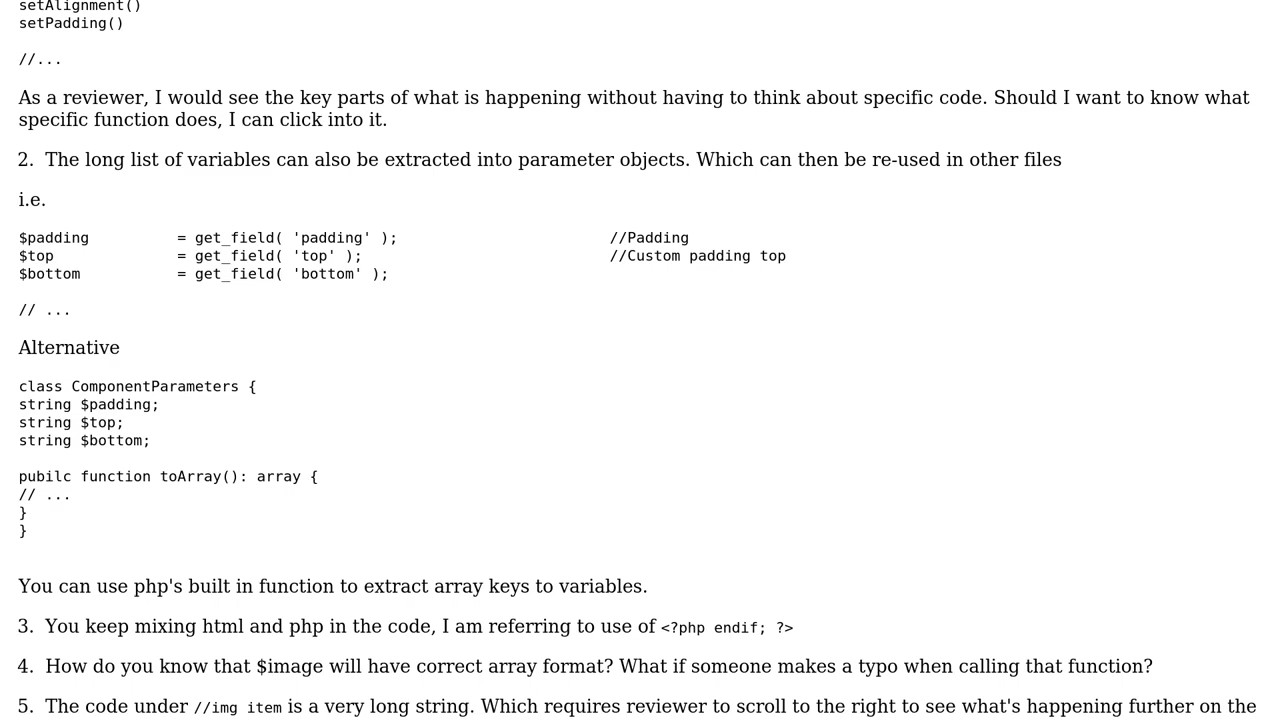 setAlignment()
setPadding()
//...
As a reviewer, I would see the key parts of what is happening without having to think about specific code. Should I want to know what
specific function does, I can click into it.
2. The long list of variables can also be extracted into parameter objects. Which can then be re-used in other files
i.e.
$padding          = get_field( 'padding' );                        //Padding
$top              = get_field( 'top' );                            //Custom padding top
$bottom           = get_field( 'bottom' );
// ...
Alternative
class ComponentParameters {
string $padding;
string $top;
string $bottom;
pubilc function toArray(): array {
// ...
}
}
You can use php's built in function to extract array keys to variables.
3. You keep mixing html and php in the code, I am referring to use of <?php endif; ?>
4. How do you know that $image will have correct array format? What if someone makes a typo when calling that function?
5. The code under //img item is a very long string. Which requires reviewer to scroll to the right to see what's happening further on the